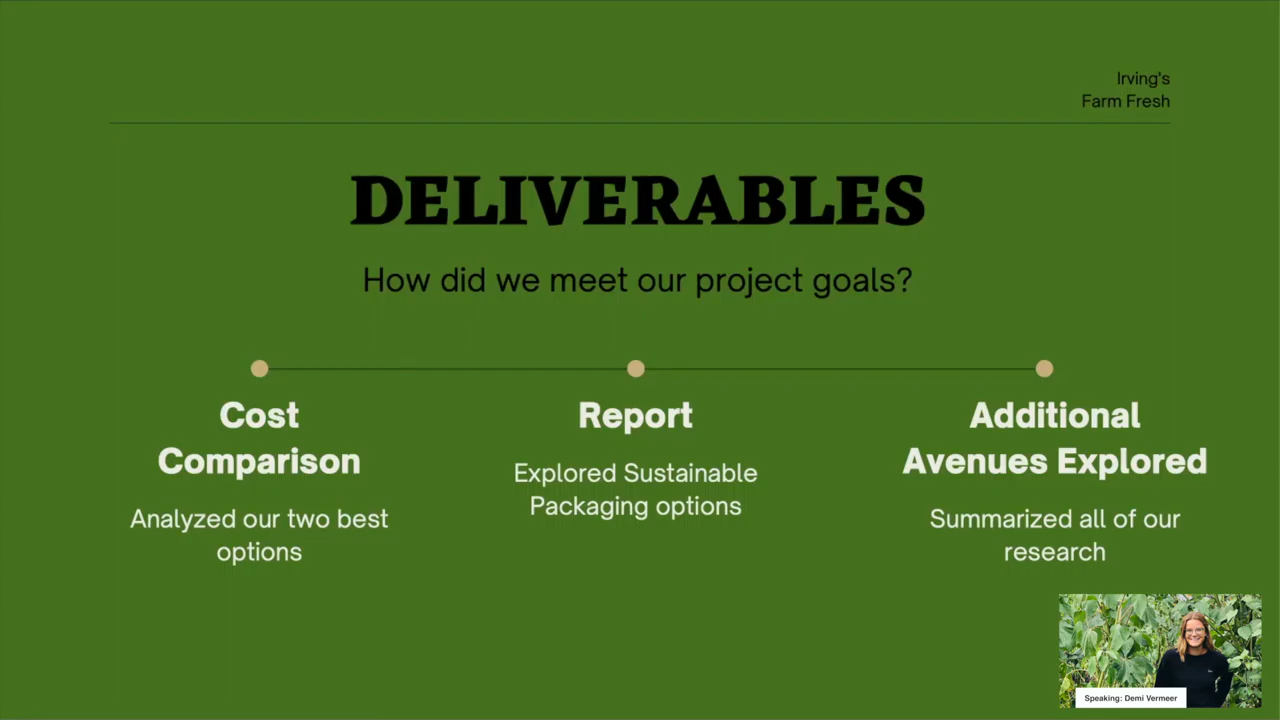 Irving's
Farm Fresh
DELIVERABLES
How did we meet our project goals?
Cost
Comparison
Analyzed our two best
options
Report
Explored Sustainable
Packaging options
Additional
Avenues Explored
Summarized all of our
research
Speaking: Demi Vermeer